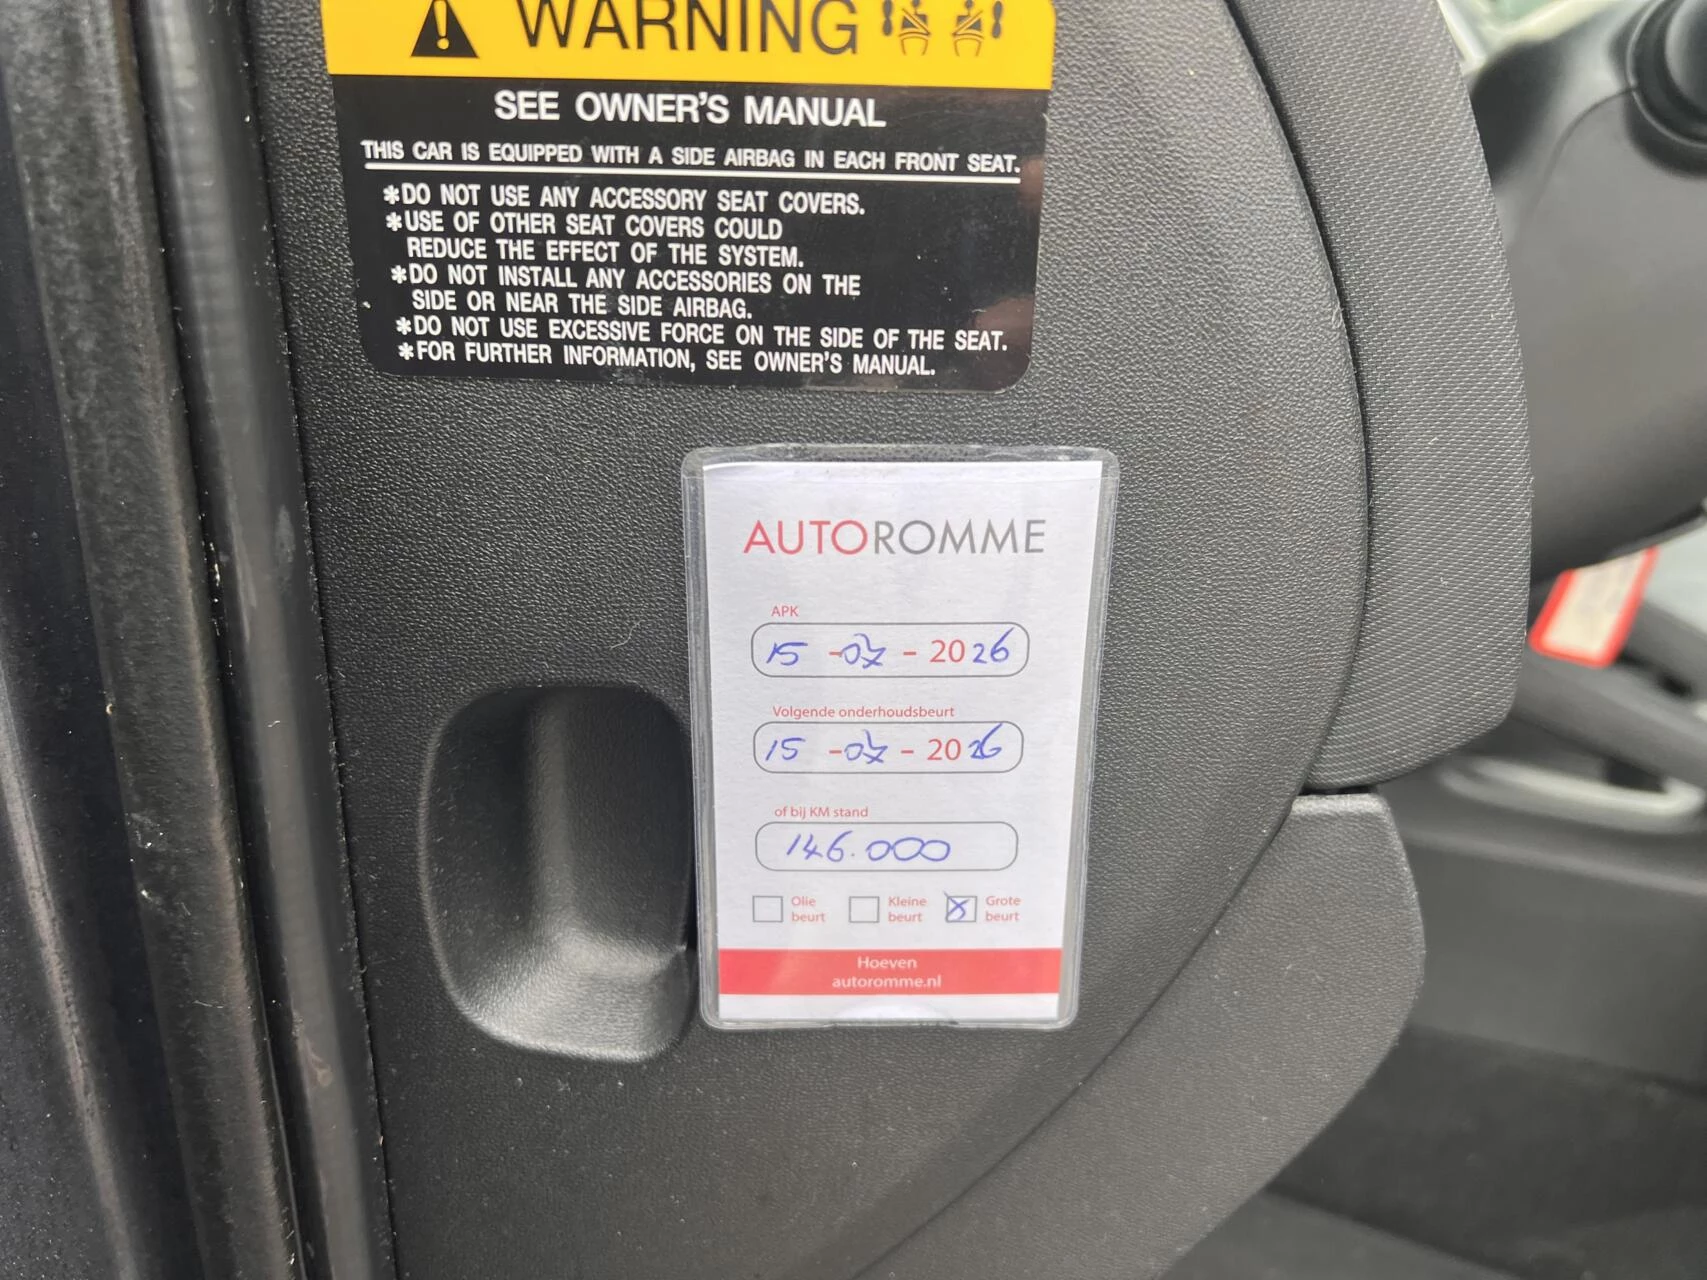 WARNING
SEE OWNER'S MANUAL
THIS CAR IS EQUIPPED WITH A SIDE AIRBAG IN EACH FRONT SEAT.
*DO NOT USE ANY ACCESSORY SEAT COVERS.
*USE OF OTHER SEAT COVERS COULD
REDUCE THE EFFECT OF THE SYSTEM.
*DO NOT INSTALL ANY ACCESSORIES ON THE
SIDE OR NEAR THE SIDE AIRBAG.
*DO NOT USE EXCESSIVE FORCE ON THE SIDE OF THE SEAT.
*FOR FURTHER INFORMATION, SEE OWNER'S MANUAL.
AUTOROMME
APK
15 - 07 - 2026
Volgende onderhoudsbeurt
15 - 07 - 2026
of bij KM stand
146.000
Olie beurt Kleine beurt Grote beurt
Hoeven
autoromme.nl